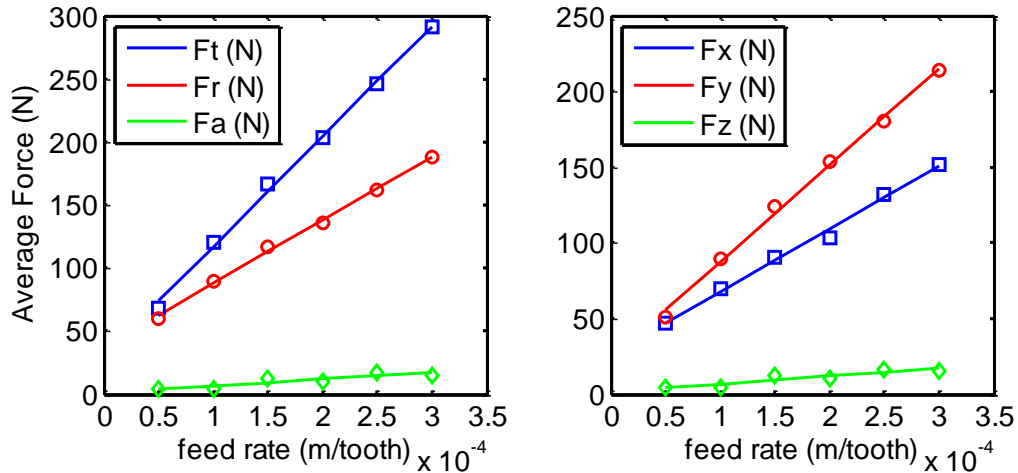 Average Force (N)
300
250
200
150
100
50
0
Ft (N)
Fr (N)
Fa (N)
0 0.5 1 1.5 2 2.5 3 3.5
feed rate (m/tooth) x 10^-4
250
200
150
100
50
0
Fx (N)
Fy (N)
Fz (N)
0 0.5 1 1.5 2 2.5 3 3.5
feed rate (m/tooth) x 10^-4